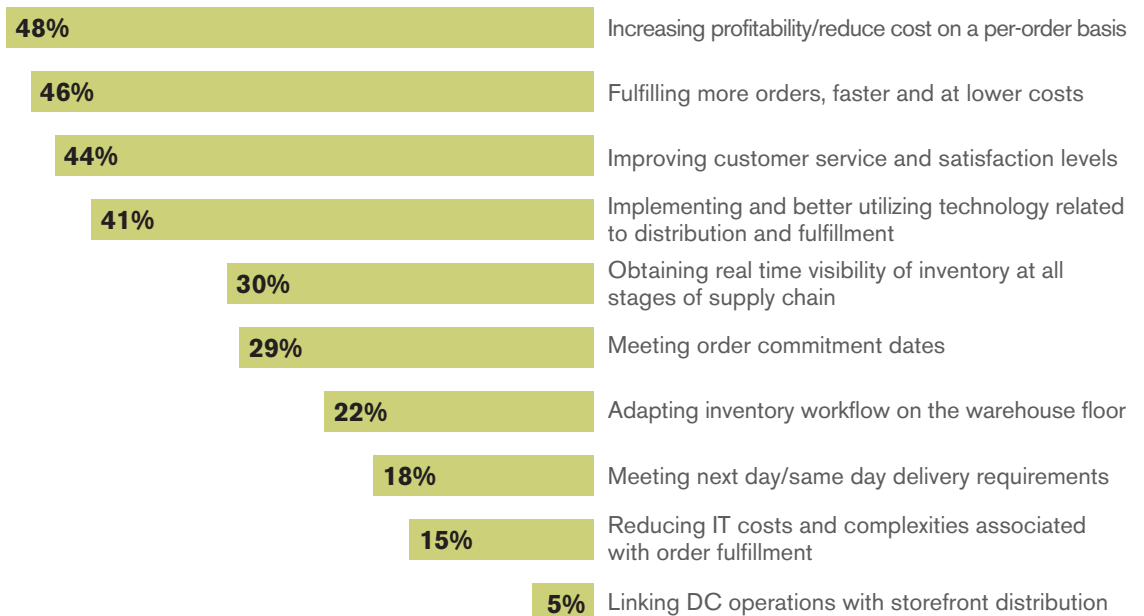 48% Increasing profitability/reduce cost on a per-order basis
46% Fulfilling more orders, faster and at lower costs
44% Improving customer service and satisfaction levels
41% Implementing and better utilizing technology related
to distribution and fulfillment
30% Obtaining real time visibility of inventory at all
stages of supply chain
29% Meeting order commitment dates
22% Adapting inventory workflow on the warehouse floor
18% Meeting next day/same day delivery requirements
15% Reducing IT costs and complexities associated
with order fulfillment
5% Linking DC operations with storefront distribution